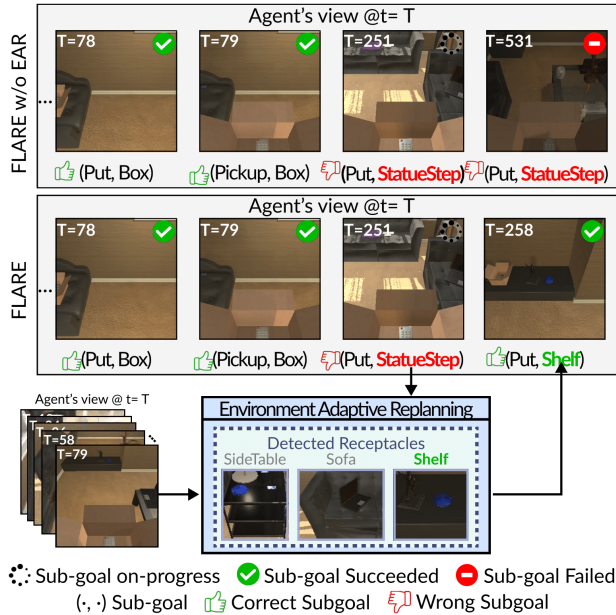 Agent's view @t= T
FLARE w/o EAR
T=78
T=79
T=251
T=531
...
(Put, Box)
(Pickup, Box)
(Put, StatueStep)
(Put, StatueStep)
Agent's view @t= T
FLARE
T=78
T=79
T=251
T=258
...
(Put, Box)
(Pickup, Box)
(Put, StatueStep)
(Put, Shelf)
Agent's view @ t= T
T=58
T=79
Environment Adaptive Replanning
Detected Receptacles
SideTable
Sofa
Shelf
Sub-goal on-progress
Sub-goal Succeeded
Sub-goal Failed
(·, ·) Sub-goal
Correct Subgoal
Wrong Subgoal